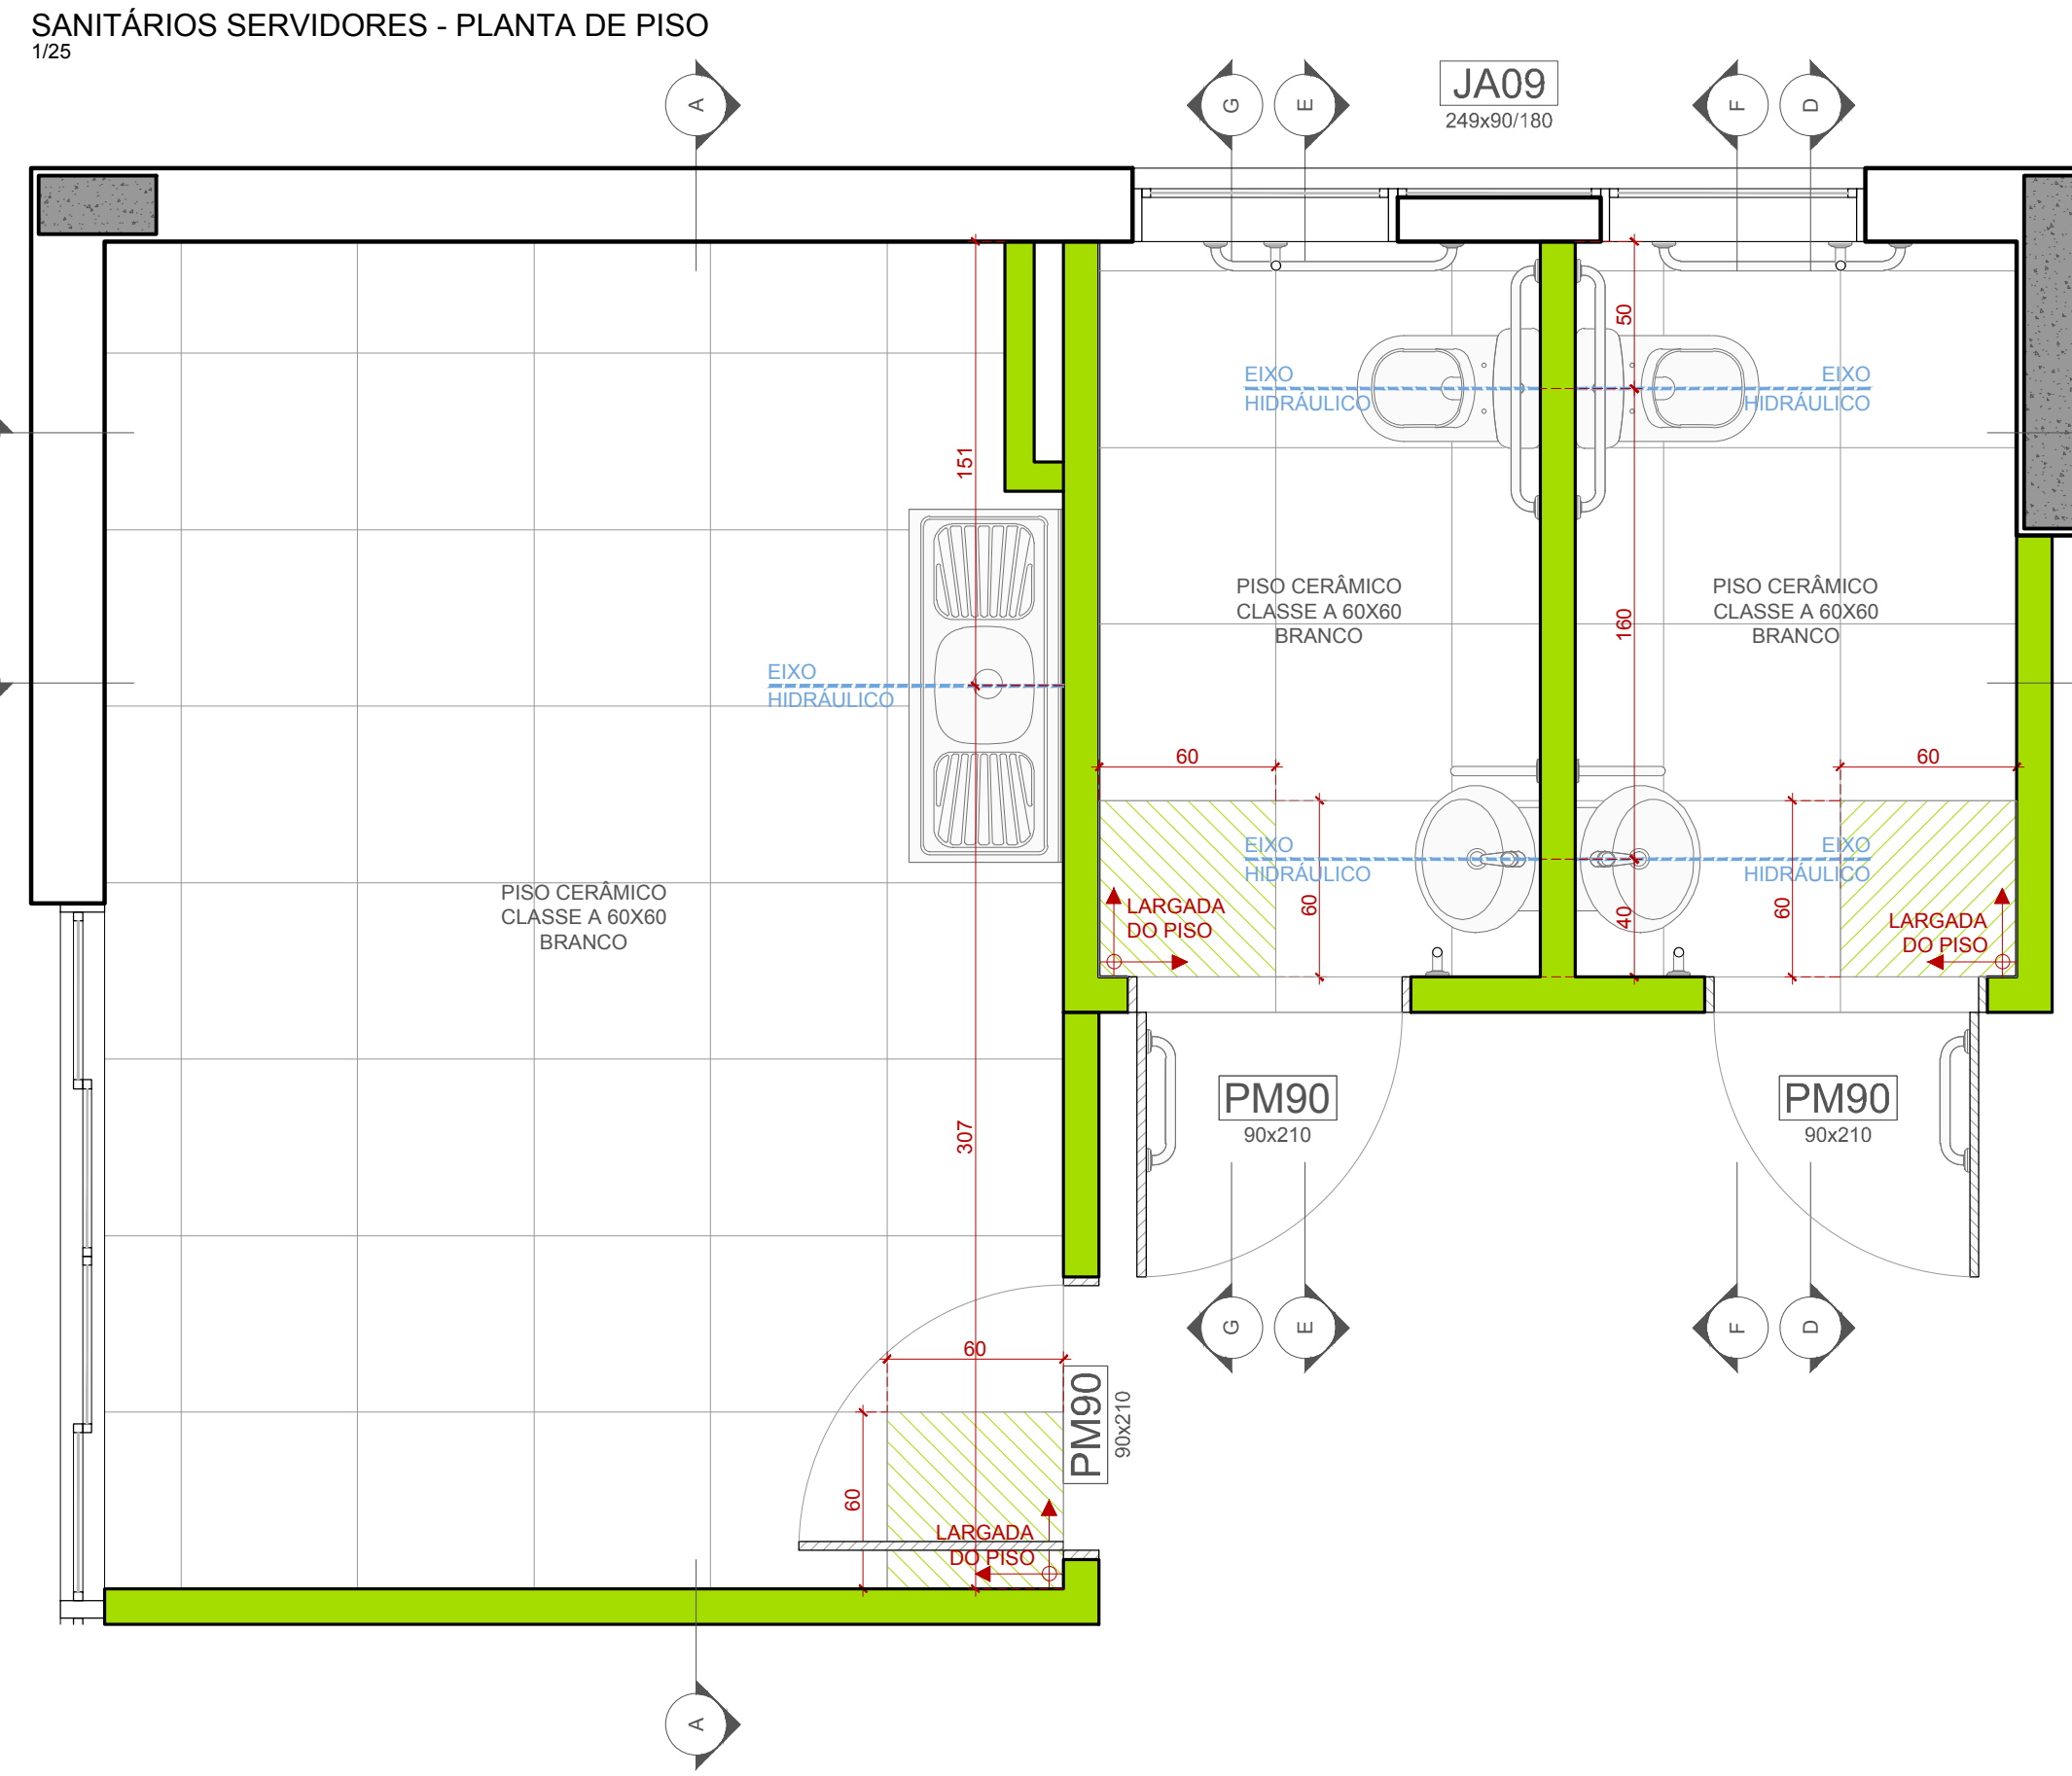 SANITÁRIOS SERVIDORES - PLANTA DE PISO
1/25
A
G
E
JA09
249x90/180
F
D
50
EIXO
HIDRÁULICO
EIXO
HIDRÁULICO
151
PISO CERÂMICO
CLASSE A 60X60
BRANCO
PISO CERÂMICO
CLASSE A 60X60
BRANCO
160
EIXO
HIDRÁULICO
60
60
EIXO
HIDRÁULICO
EIXO
HIDRÁULICO
PISO CERÂMICO
CLASSE A 60X60
BRANCO
LARGADA
DO PISO
60
40
60
LARGADA
DO PISO
307
PM90
90x210
PM90
90x210
G
E
F
D
60
PM90
90x210
60
LARGADA
DO PISO
A